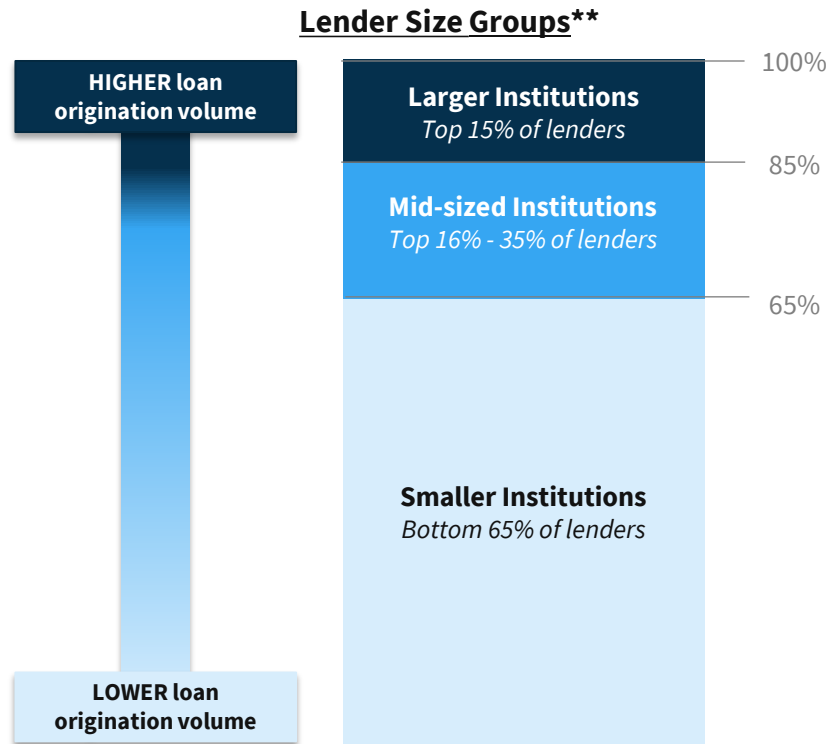 Lender Size Groups**
HIGHER loan
origination volume
LOWER loan
origination volume
Larger Institutions
Top 15% of lenders
Mid-sized Institutions
Top 16% - 35% of lenders
Smaller Institutions
Bottom 65% of lenders
100%
85%
65%